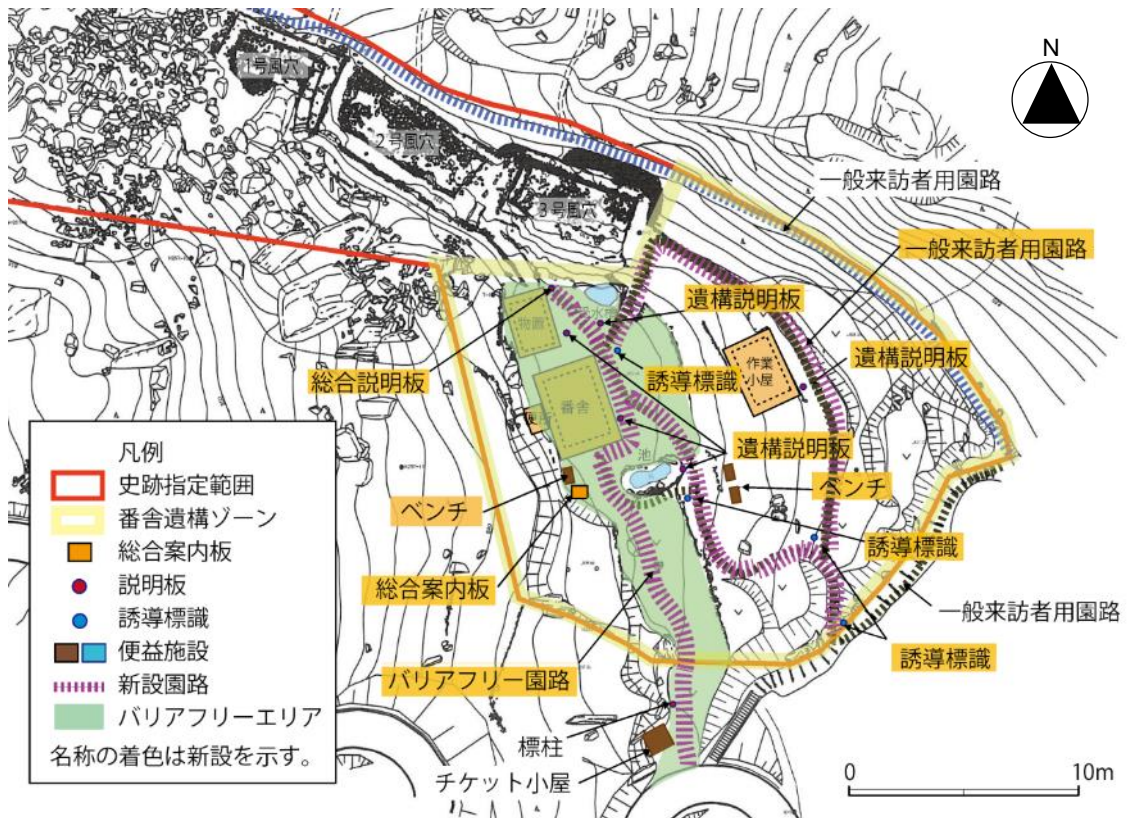 N
1号風穴
2号風穴
3号風穴
一般来訪者用園路
一般来訪者用園路
遺構説明板
遺構説明板
物置
総合説明板
誘導標識
作業
小屋
番舎
遺構説明板
池
ベンチ
ベンチ
誘導標識
総合案内板
一般来訪者用園路
誘導標識
バリアフリー園路
標柱
チケット小屋
凡例
史跡指定範囲
番舎遺構ゾーン
総合案内板
説明板
誘導標識
便益施設
新設園路
バリアフリーエリア
名称の着色は新設を示す。
0
10m